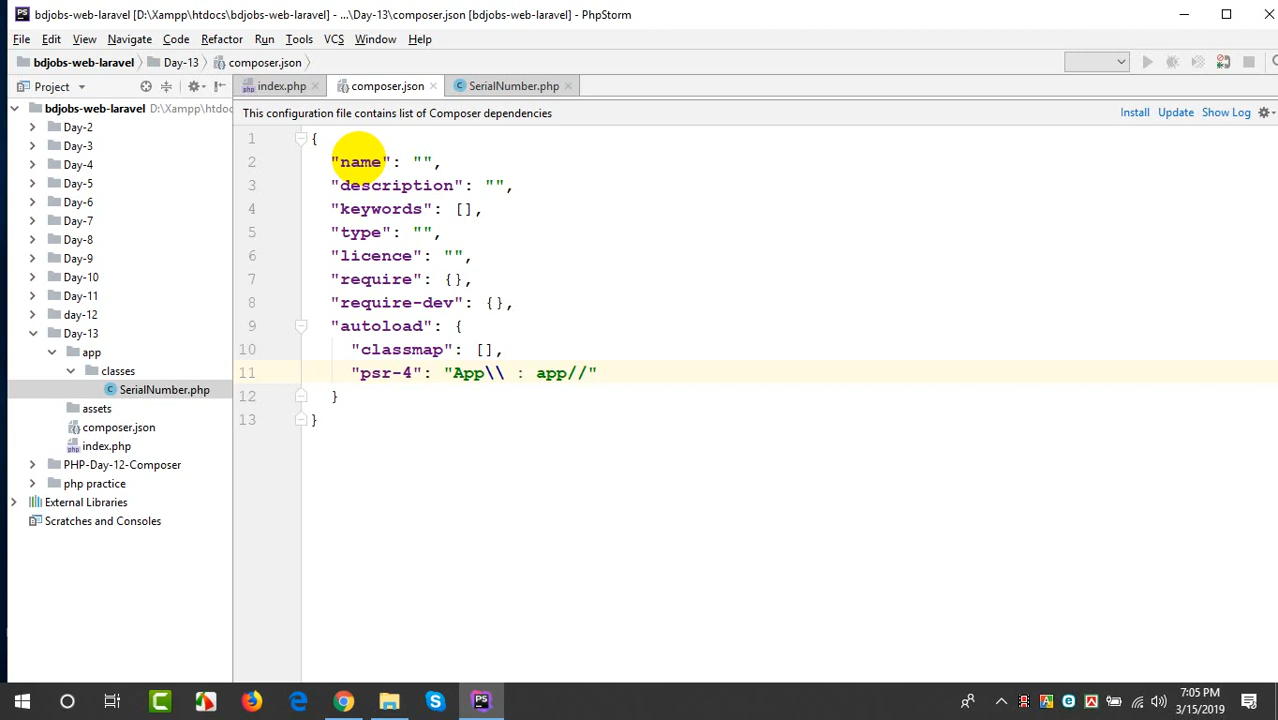 bdjobs-web-laravel [D:\Xampp\htdocs\bdjobs-web-laravel] - ...\Day-13\composer.json [bdjobs-web-laravel] - PhpStorm
File Edit View Navigate Code Refactor Run Tools VCS Window Help
bdjobs-web-laravel Day-13 composer.json
Project index.php composer.json SerialNumber.php
bdjobs-web-laravel D:\Xampp\htdocs
Day-2
Day-3
Day-4
Day-5
Day-6
Day-7
Day-8
Day-9
Day-10
Day-11
day-12
Day-13
app
classes
SerialNumber.php
assets
composer.json
index.php
PHP-Day-12-Composer
php practice
External Libraries
Scratches and Consoles
This configuration file contains list of Composer dependencies Install Update Show Log
1 {
2 "name": "",
3 "description": "",
4 "keywords": [],
5 "type": "",
6 "licence": "",
7 "require": {},
8 "require-dev": {},
9 "autoload": {
10 "classmap": [],
11 "psr-4": "App\\ : app//"
12 }
13 }
7:05 PM
3/15/2019